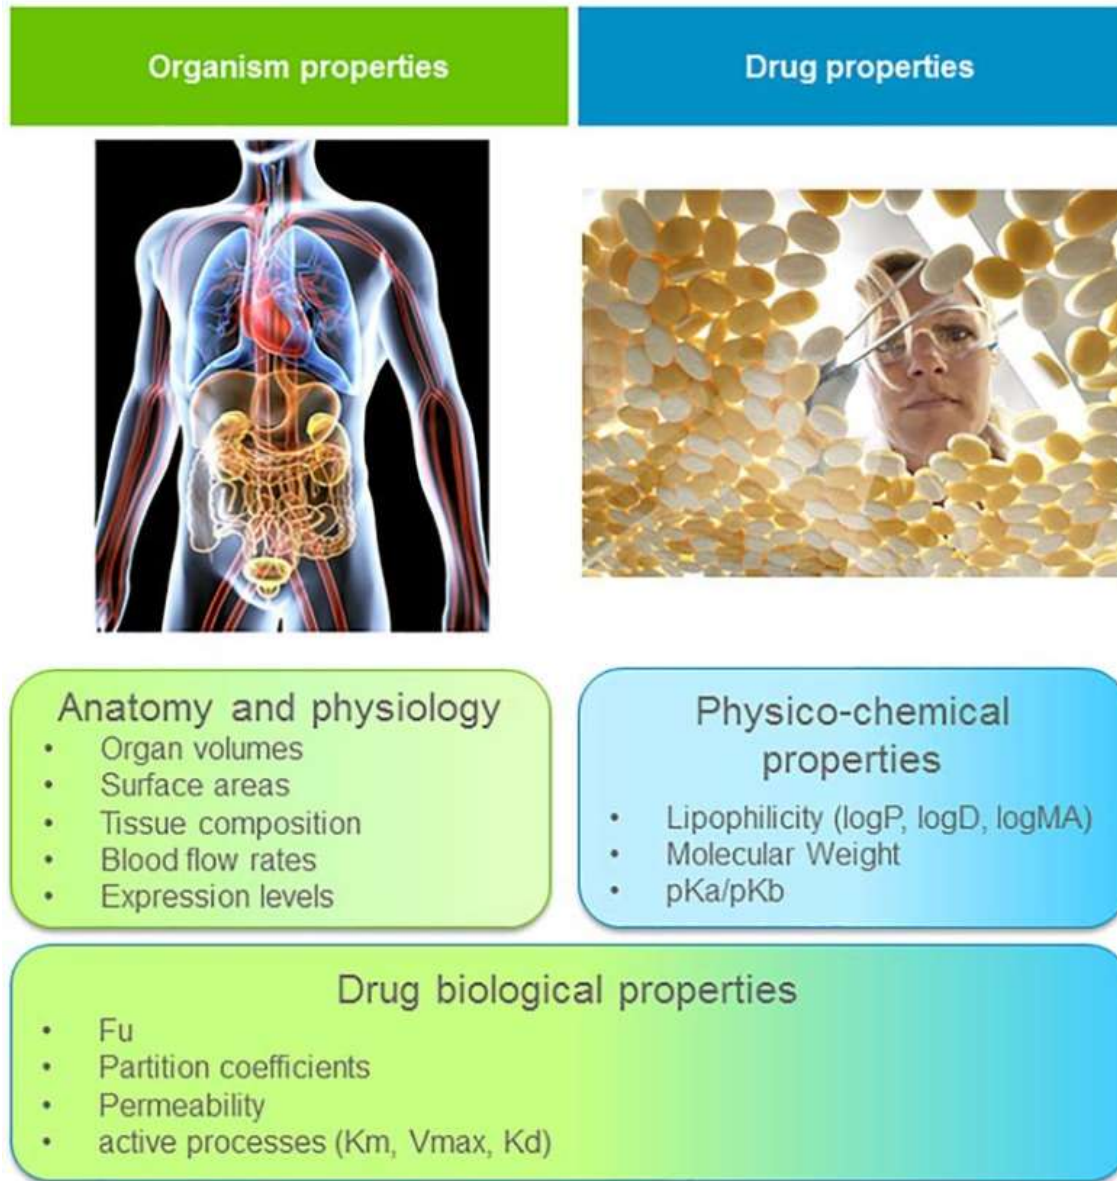 Organism properties
Drug properties
Anatomy and physiology
• Organ volumes
• Surface areas
• Tissue composition
• Blood flow rates
• Expression levels
Physico-chemical
properties
• Lipophilicity (logP, logD, logMA)
• Molecular Weight
• pKa/pKb
Drug biological properties
• Fu
• Partition coefficients
• Permeability
• active processes (Km, Vmax, Kd)